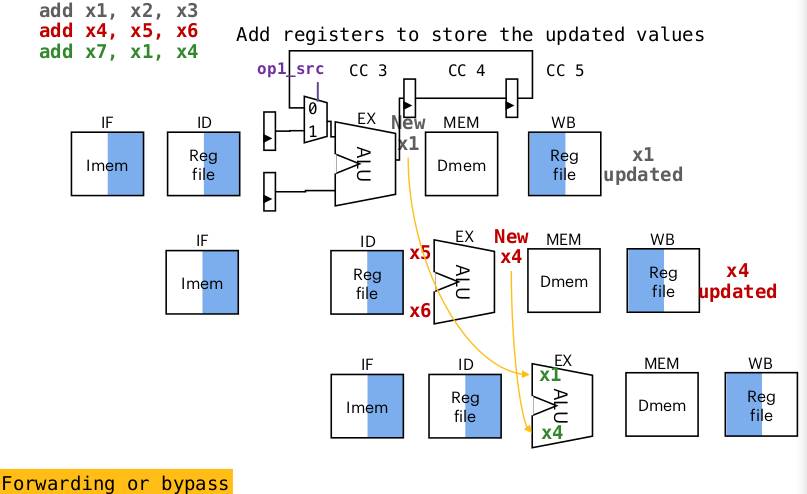 add x1, x2, x3
add x4, x5, x6
add x7, x1, x4
Add registers to store the updated values
op1_src
CC 3
CC 4
CC 5
0
1
IF
ID
EX
New
x1
MEM
WB
Imem
Reg
file
ALU
Dmem
Reg
file
x1
updated
IF
ID
EX
New
x4
MEM
WB
Imem
Reg
file
x5
x6
ALU
Dmem
Reg
file
x4
updated
IF
ID
EX
MEM
WB
Imem
Reg
file
x1
ALU
x4
Dmem
Reg
file
Forwarding or bypass